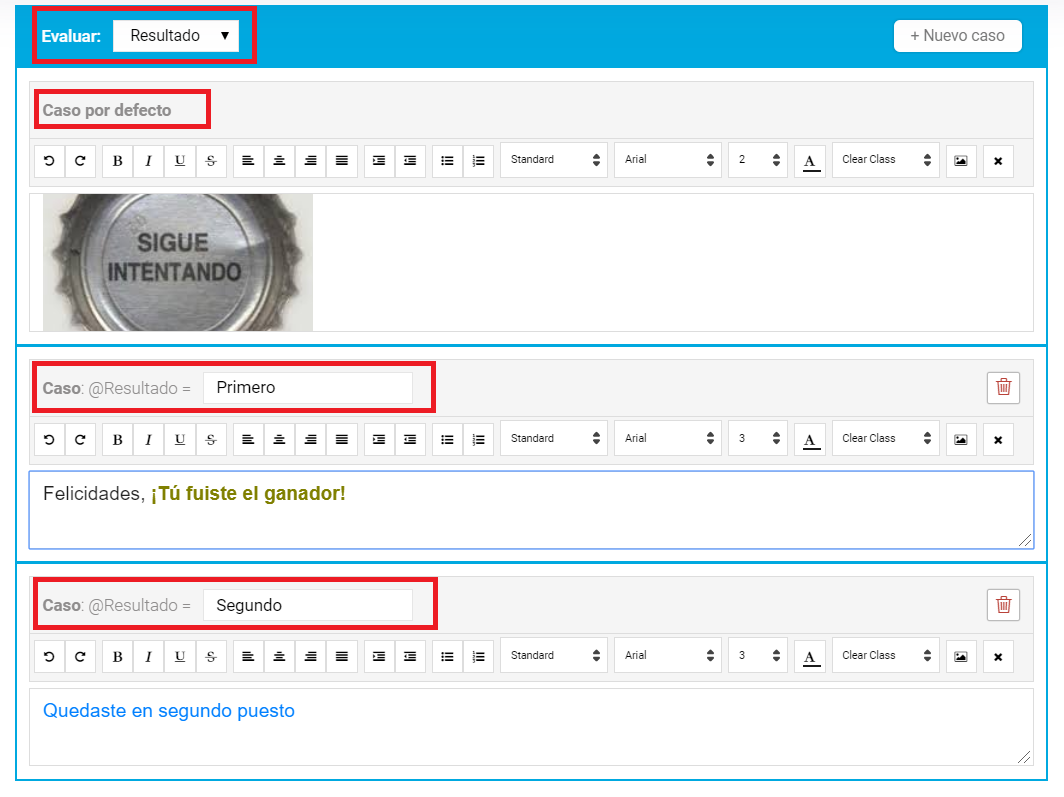 Evaluar: Resultado ▼ + Nuevo caso
Caso por defecto
B I U S Standard Arial 2 A Clear Class
SIGUE
INTENTANDO
Caso: @Resultado = Primero
B I U S Standard Arial 3 A Clear Class
Felicidades, ¡Tú fuiste el ganador!
Caso: @Resultado = Segundo
B I U S Standard Arial 3 A Clear Class
Quedaste en segundo puesto